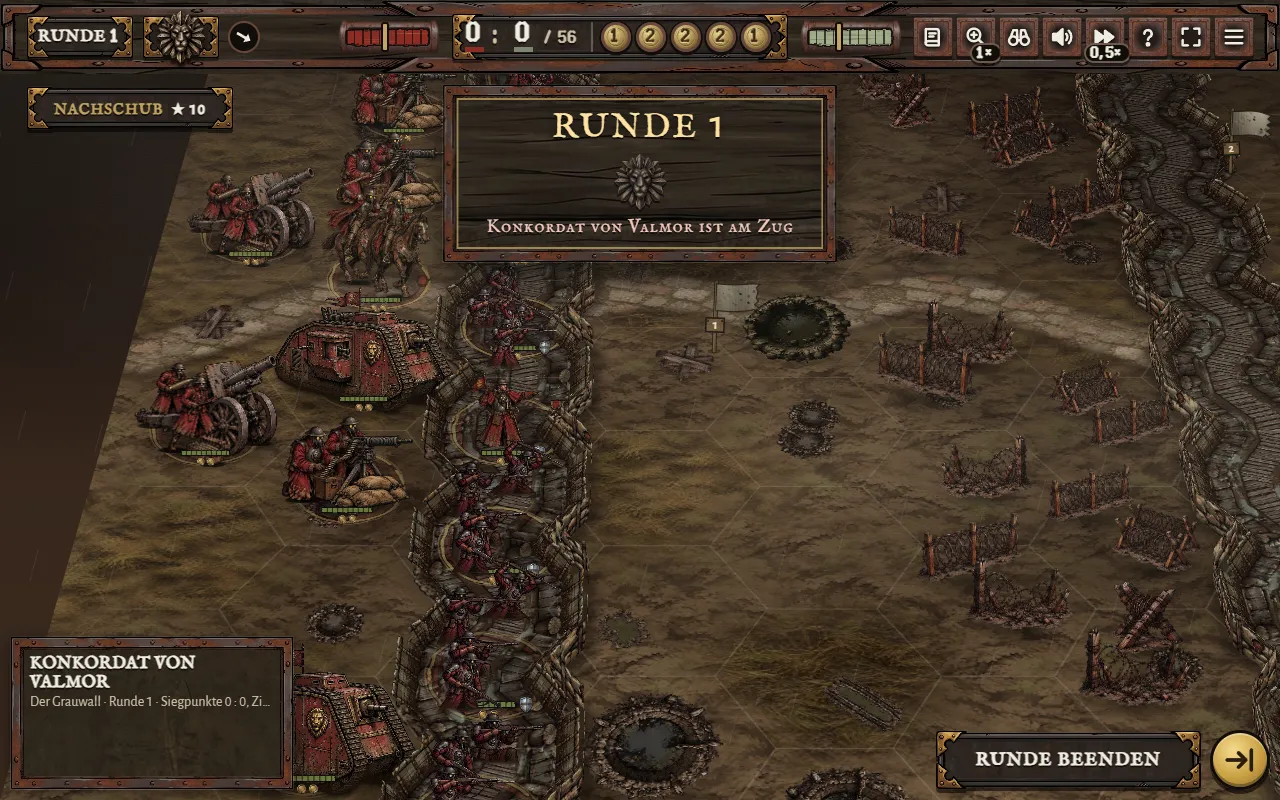 RUNDE 1
0 : 0 / 56
1 2 2 2 1
1×
0,5×
?
NACHSCHUB ★ 10
RUNDE 1
KONKORDAT VON VALMOR IST AM ZUG
2
1
KONKORDAT VON
VALMOR
Der Grauwall · Runde 1 · Siegpunkte 0 : 0, Zi...
RUNDE BEENDEN